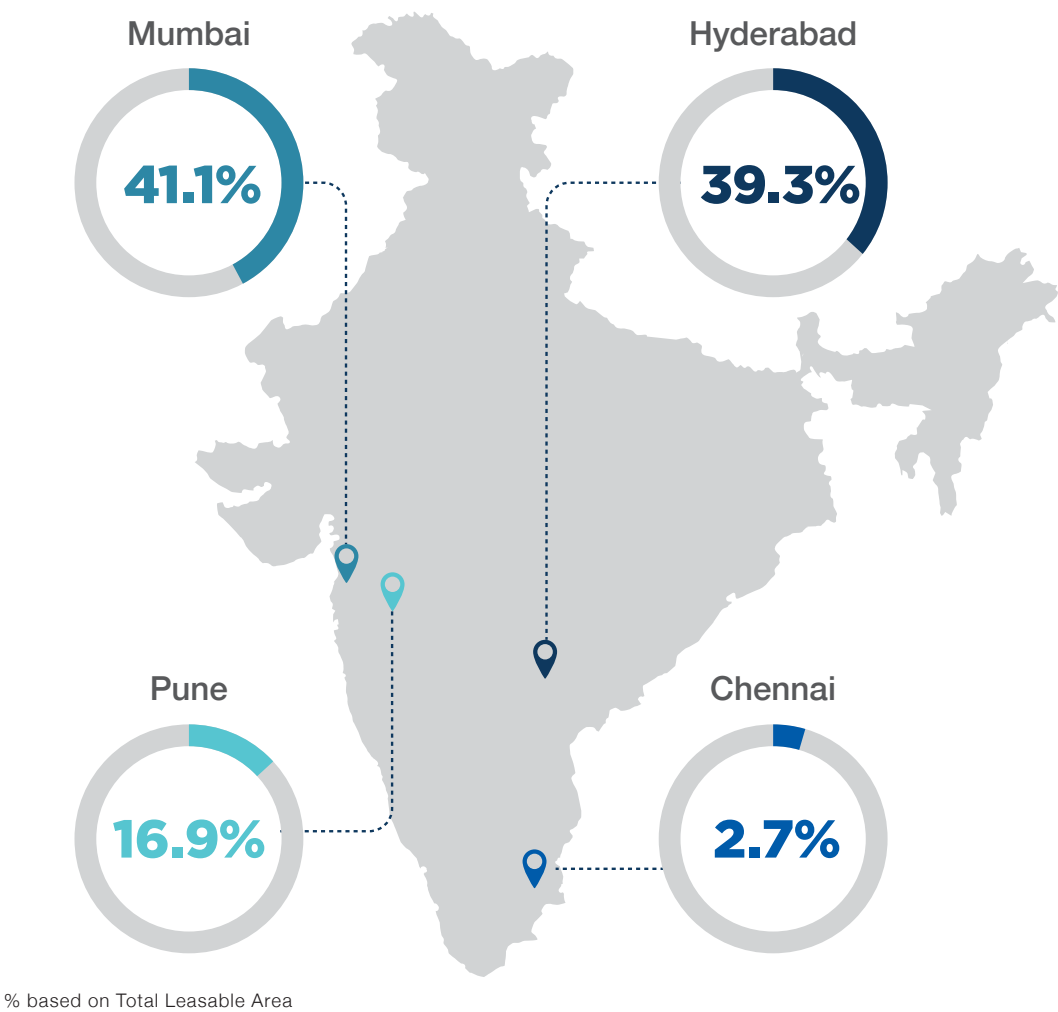 Mumbai
41.1%
Hyderabad
39.3%
Pune
16.9%
Chennai
2.7%
% based on Total Leasable Area